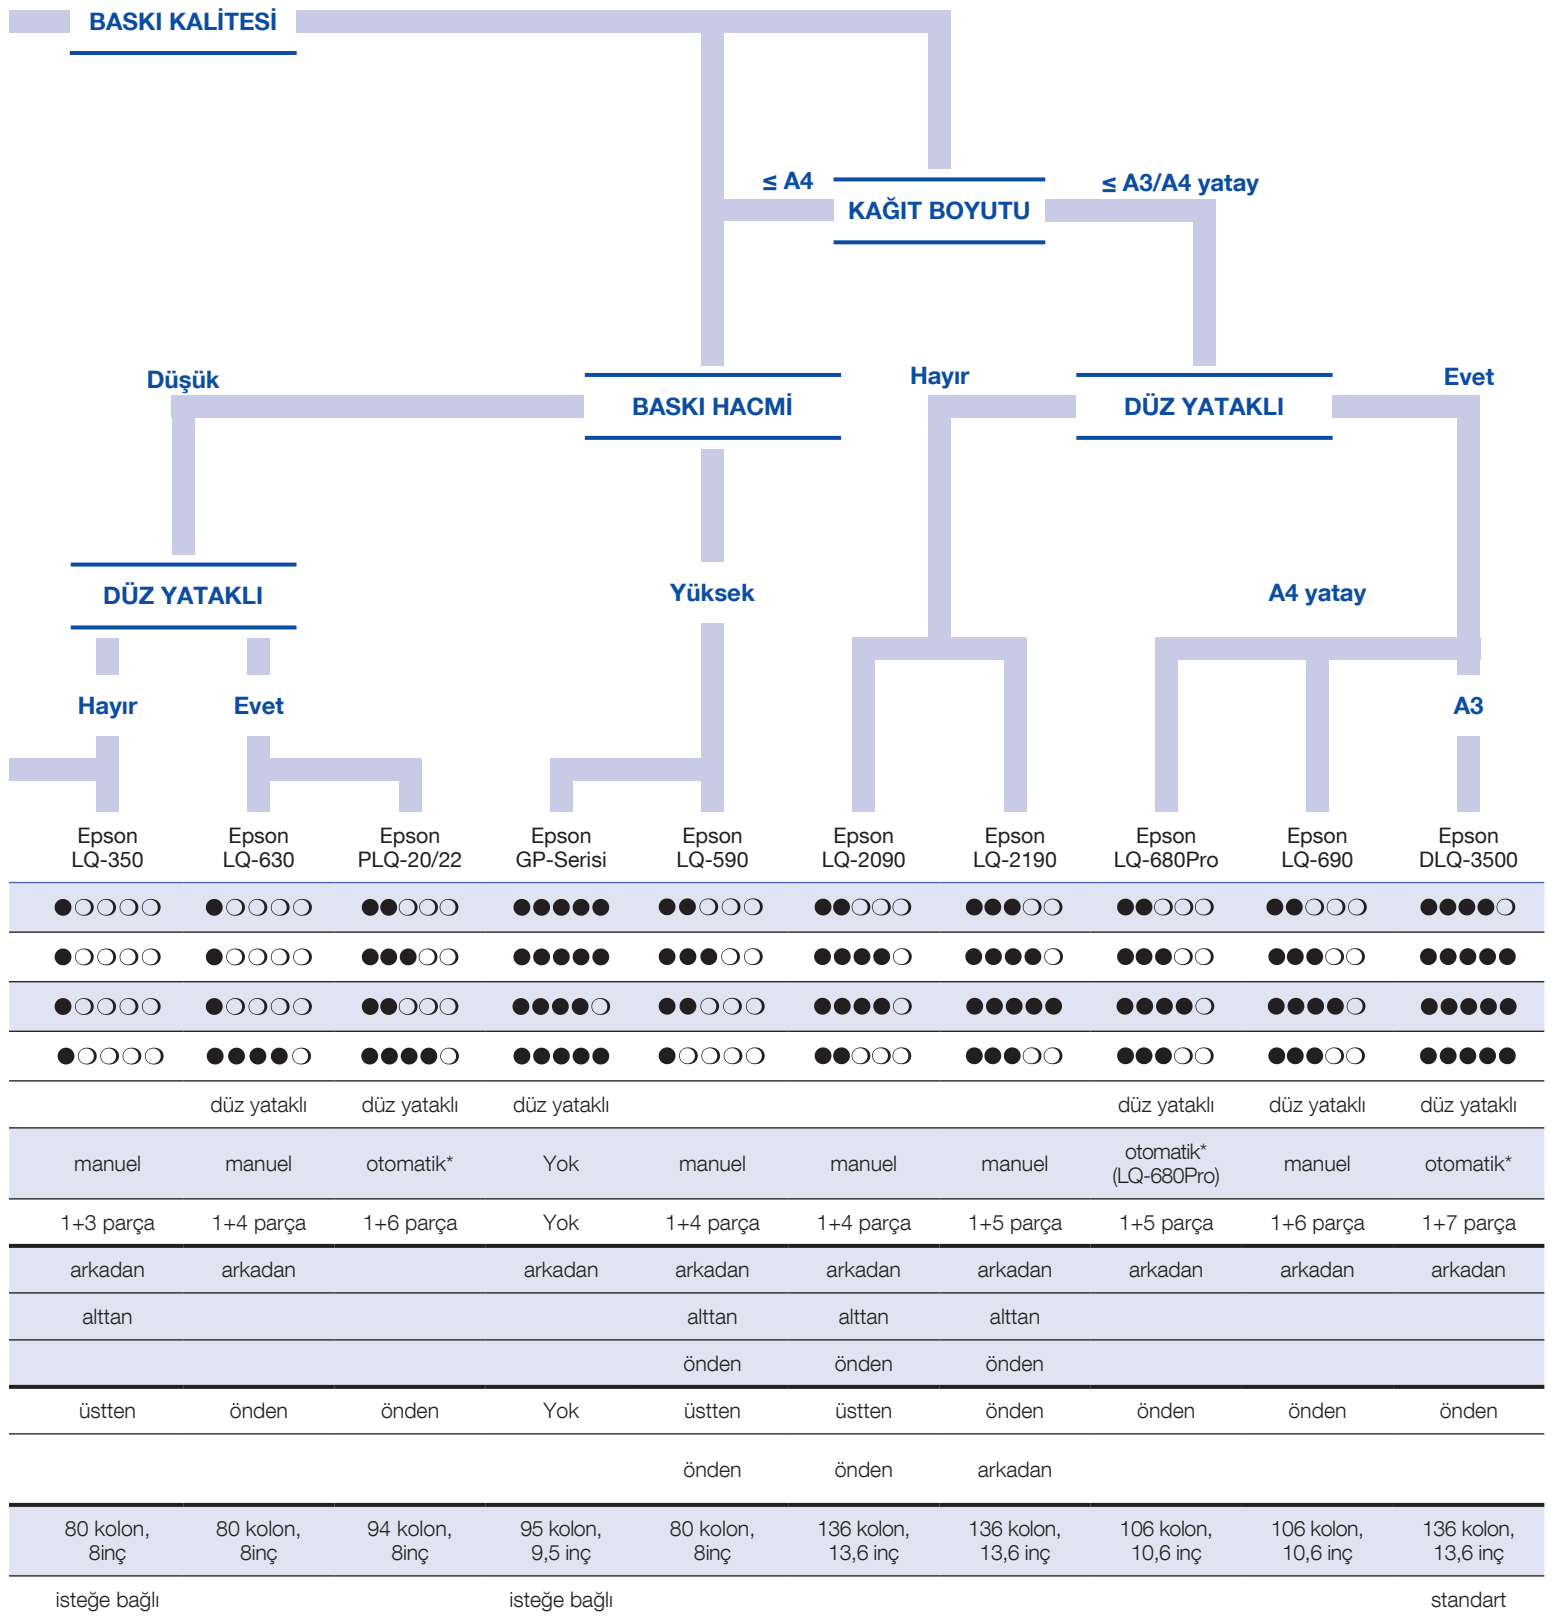 BASKI KALİTESİ
≤ A4
≤ A3/A4 yatay
KAĞIT BOYUTU
Düşük
Hayır
Evet
BASKI HACMİ
DÜZ YATAKLI
DÜZ YATAKLI
Yüksek
A4 yatay
Hayır
Evet
A3
Epson LQ-350
Epson LQ-630
Epson PLQ-20/22
Epson GP-Serisi
Epson LQ-590
Epson LQ-2090
Epson LQ-2190
Epson LQ-680Pro
Epson LQ-690
Epson DLQ-3500
düz yataklı düz yataklı düz yataklı düz yataklı düz yataklı düz yataklı
manuel manuel otomatik* Yok manuel manuel manuel otomatik* (LQ-680Pro) manuel otomatik*
1+3 parça 1+4 parça 1+6 parça Yok 1+4 parça 1+4 parça 1+5 parça 1+5 parça 1+6 parça 1+7 parça
arkadan arkadan arkadan arkadan arkadan arkadan arkadan arkadan arkadan
alttan alttan alttan alttan
önden önden önden
üstten önden önden Yok üstten üstten önden önden önden önden
önden önden arkadan
80 kolon, 80 kolon, 94 kolon, 95 kolon, 80 kolon, 136 kolon, 136 kolon, 106 kolon, 106 kolon, 136 kolon,
8inç 8inç 8inç 9,5 inç 8inç 13,6 inç 13,6 inç 10,6 inç 10,6 inç 13,6 inç
isteğe bağlı isteğe bağlı standart